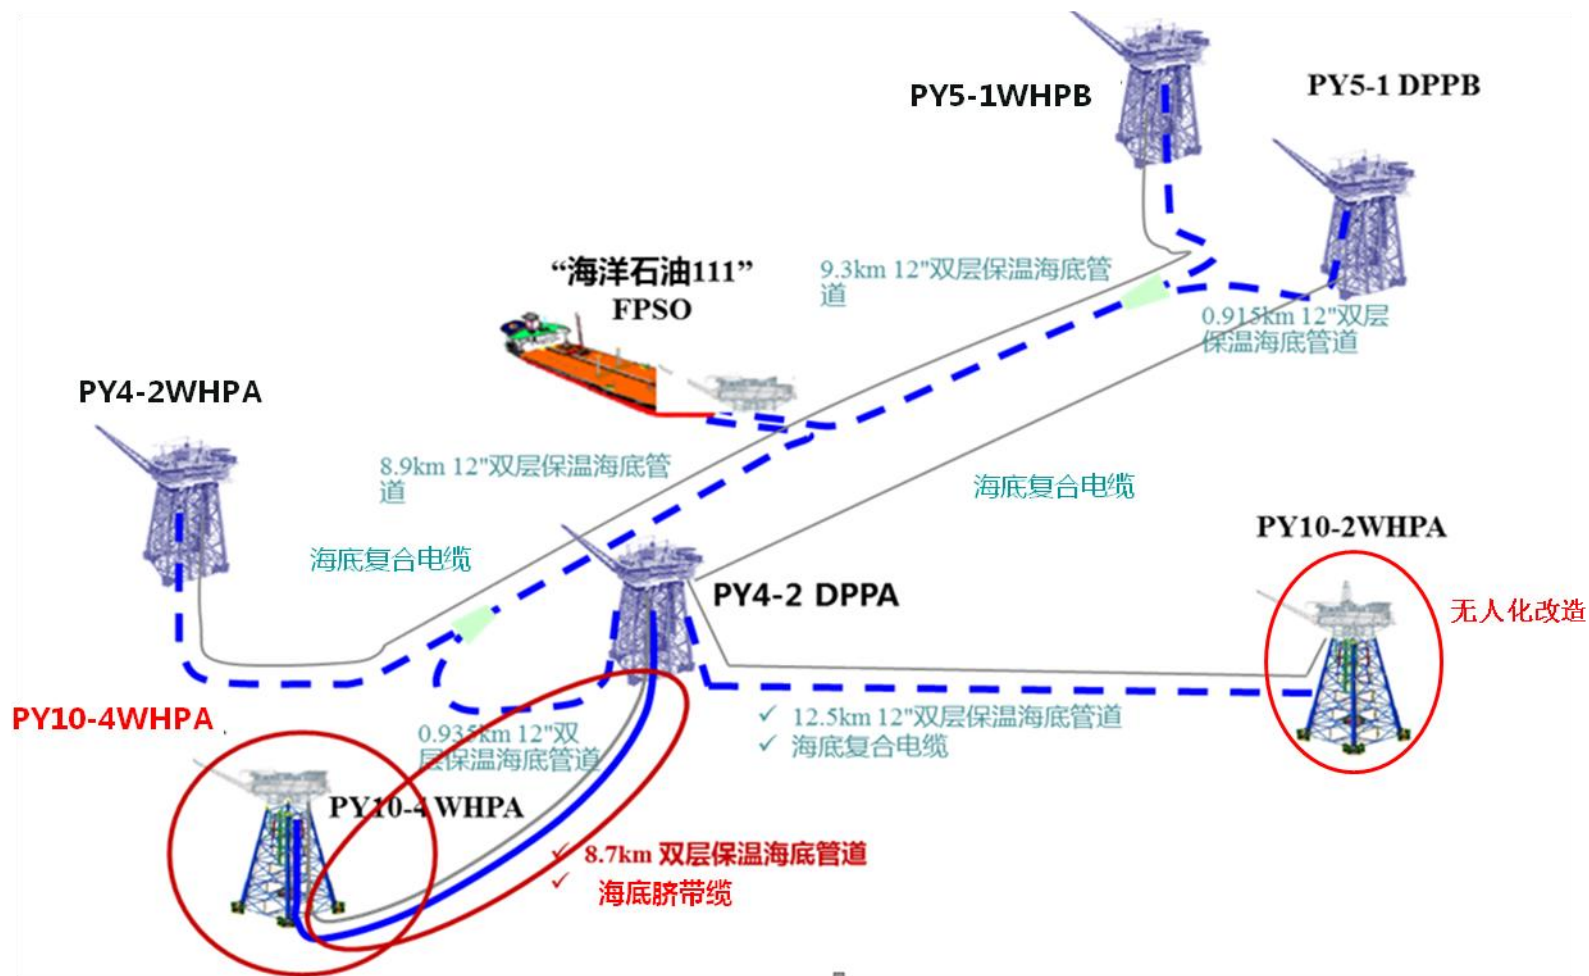 PY5-1WHPB
PY5-1 DPPB
“海洋石油111”
FPSO
9.3km 12"双层保温海底管
道
0.915km 12"双层
保温海底管道
PY4-2WHPA
8.9km 12"双层保温海底管
道
海底复合电缆
海底复合电缆
PY10-2WHPA
无人化改造
PY4-2 DPPA
PY10-4WHPA
0.935km 12"双
层保温海底管道
✓ 12.5km 12"双层保温海底管道
✓ 海底复合电缆
PY10-4 WHPA
✓ 8.7km 双层保温海底管道
✓ 海底脐带缆